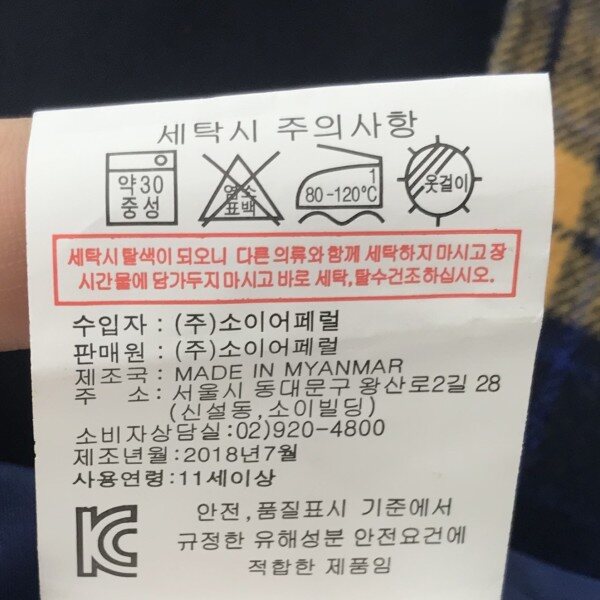 세탁시 주의사항
약30
중성
염소
표백
1
80-120℃
옷걸이
세탁시 탈색이 되오니 다른 의류와 함께 세탁하지 마시고 장
시간 물에 담가두지 마시고 바로 세탁,탈수건조하십시오.
수입자 : (주)소이어페럴
판매원 : (주)소이어페럴
제조국 : MADE IN MYANMAR
주 소 : 서울시 동대문구 왕산로2길 28
(신설동,소이빌딩)
소비자상담실:02)920-4800
제조년월:2018년7월
사용연령:11세이상
안전,품질표시 기준에서
규정한 유해성분 안전요건에
적합한 제품임
KC